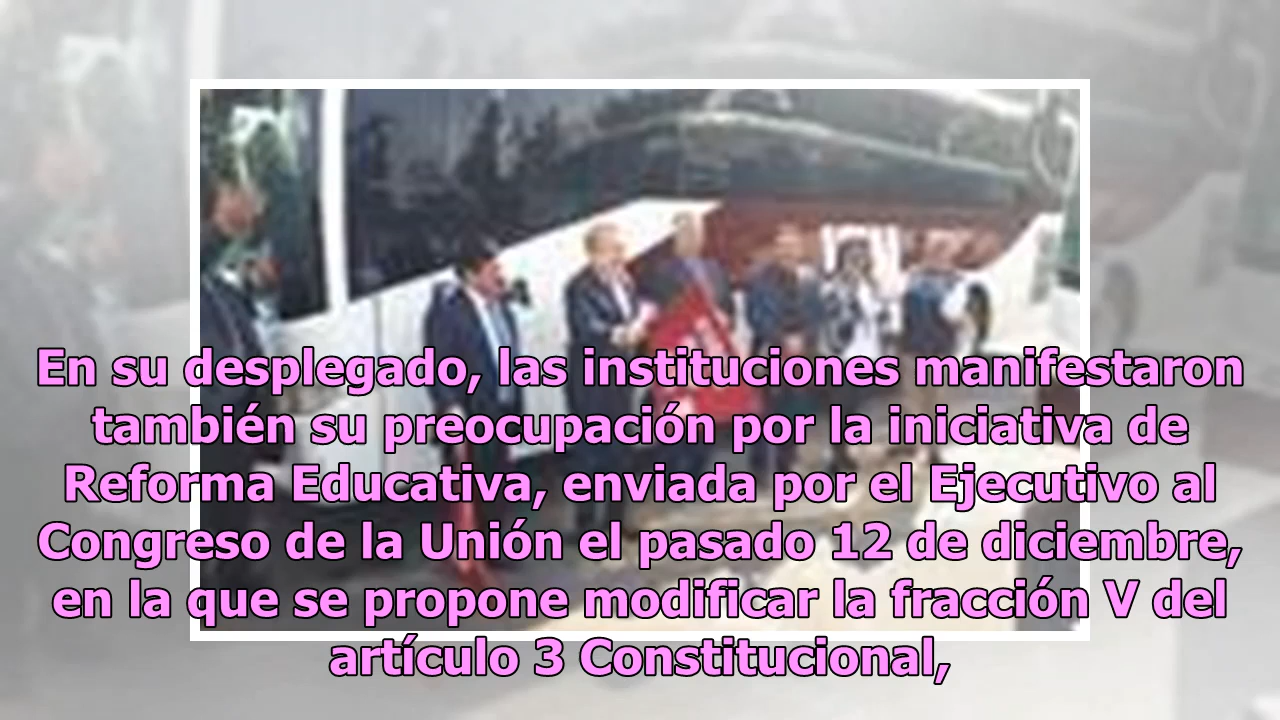 En su desplegado, las instituciones manifestaron
también su preocupación por la iniciativa de
Reforma Educativa, enviada por el Ejecutivo al
Congreso de la Unión el pasado 12 de diciembre,
en la que se propone modificar la fracción V del
artículo 3 Constitucional,